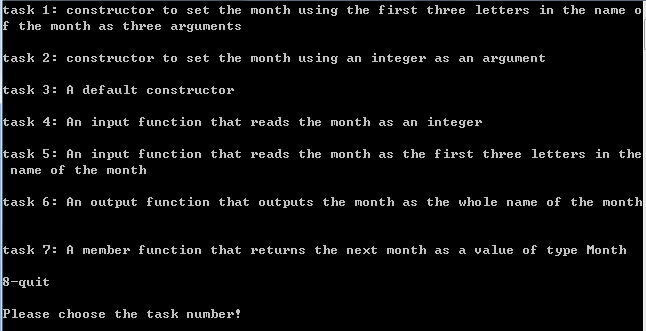 task 1: constructor to set the month using the first three letters in the name o
f the month as three arguments
task 2: constructor to set the month using an integer as an argument
task 3: A default constructor
task 4: An input function that reads the month as an integer
task 5: An input function that reads the month as the first three letters in the
name of the month
task 6: An output function that outputs the month as the whole name of the month
task 7: A member function that returns the next month as a value of type Month
8-quit
Please choose the task number!